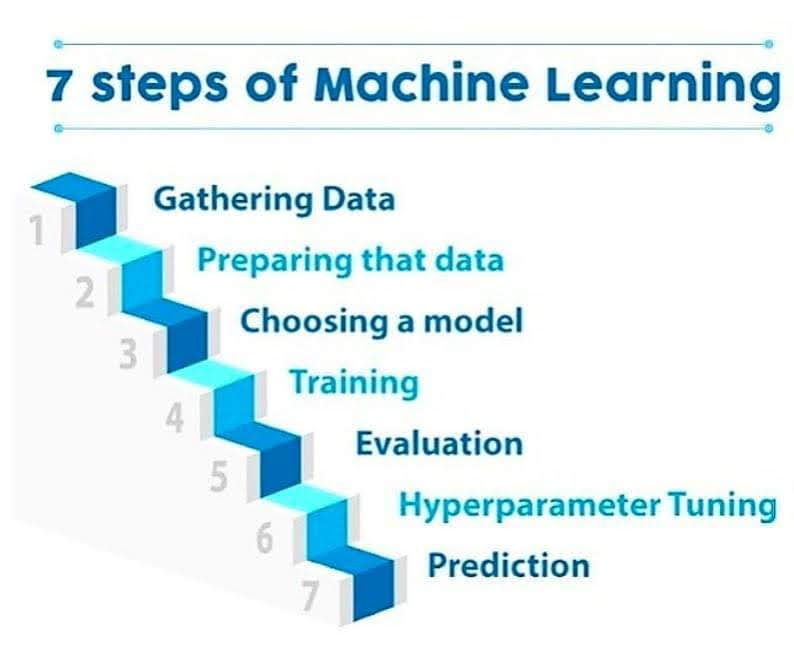 7 steps of Machine Learning
1 Gathering Data
2 Preparing that data
3 Choosing a model
4 Training
5 Evaluation
6 Hyperparameter Tuning
7 Prediction